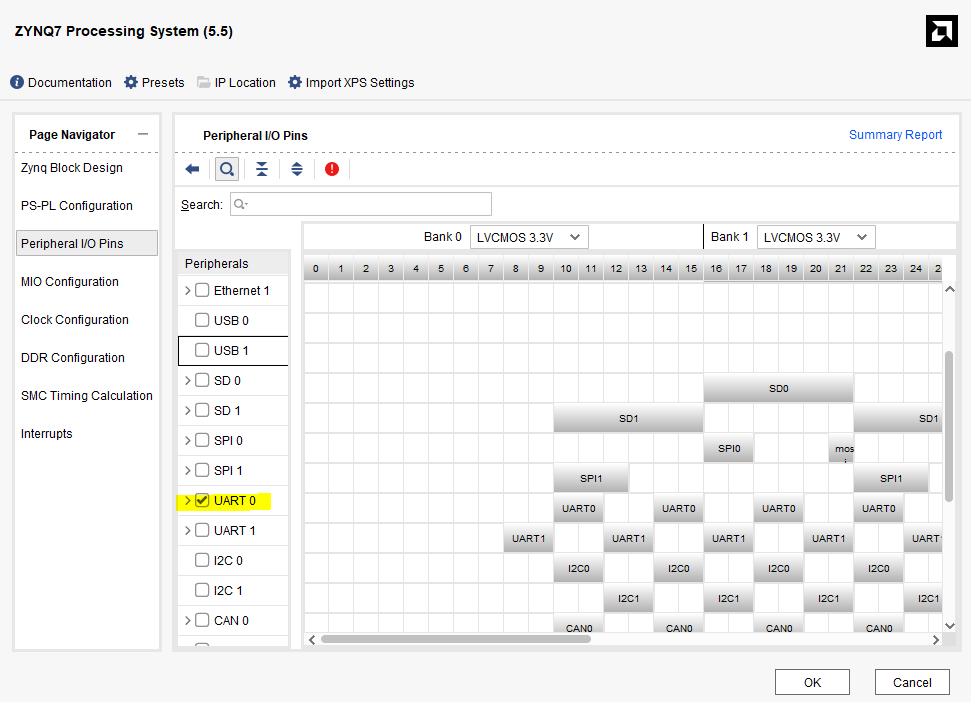 ZYNQ7 Processing System (5.5)
Documentation Presets IP Location Import XPS Settings
Page Navigator
Zynq Block Design
PS-PL Configuration
Peripheral I/O Pins
MIO Configuration
Clock Configuration
DDR Configuration
SMC Timing Calculation
Interrupts
Peripheral I/O Pins Summary Report
Search:
Bank 0 LVCMOS 3.3V Bank 1 LVCMOS 3.3V
Peripherals 0 1 2 3 4 5 6 7 8 9 10 11 12 13 14 15 16 17 18 19 20 21 22 23 24
Ethernet 1
USB 0
USB 1
SD 0 SD0
SD 1 SD1 SD1
SPI 0 SPI0 mos
SPI 1 SPI1 SPI1
UART 0 UART0 UART0 UART0 UART0
UART 1 UART1 UART1 UART1 UART1 UART
I2C 0 I2C0 I2C0 I2C0 I2C0
I2C 1 I2C1 I2C1 I2C1 I2C1
CAN 0 CAN0 CAN0 CAN0 CAN0
OK Cancel